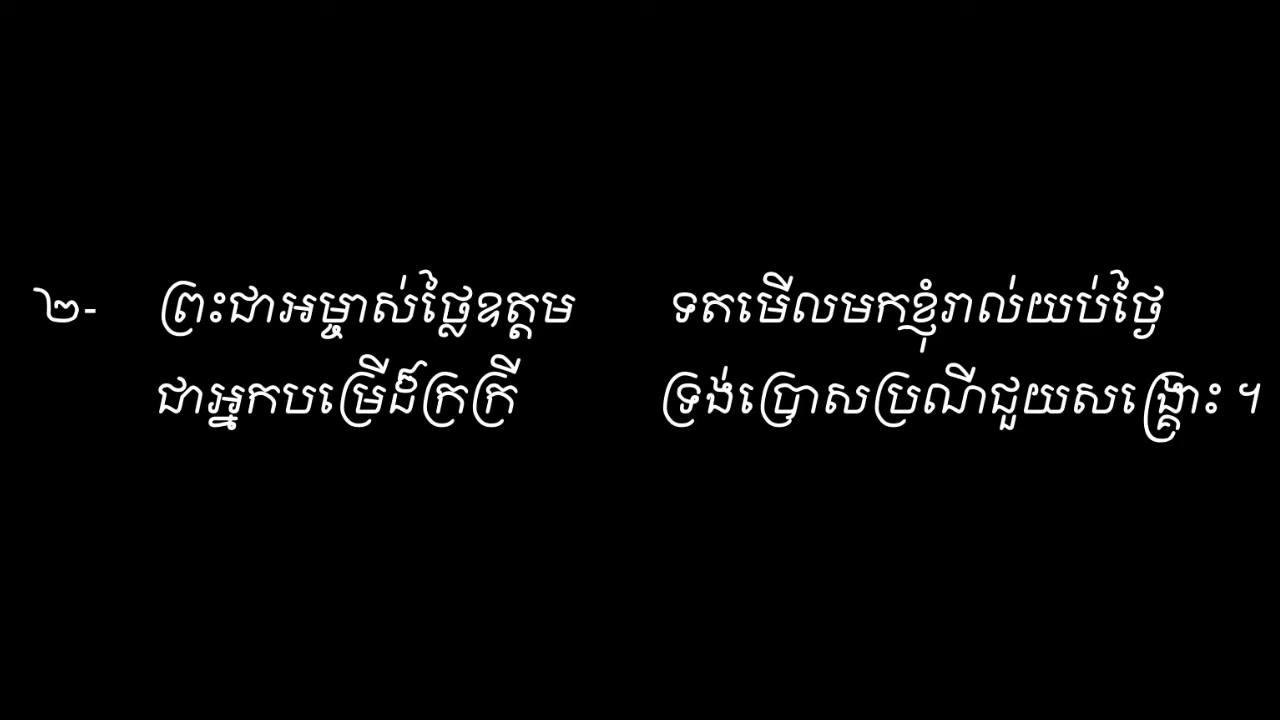 ២- ព្រះជាអម្ចាស់ថ្លៃឧត្តម ទតមើលមកខ្ញុំរាល់យប់ថ្ងៃ
ជាអ្នកបម្រើដ៏ក្រក្រី ទ្រង់ប្រោសប្រណីជួយសង្គ្រោះ ។